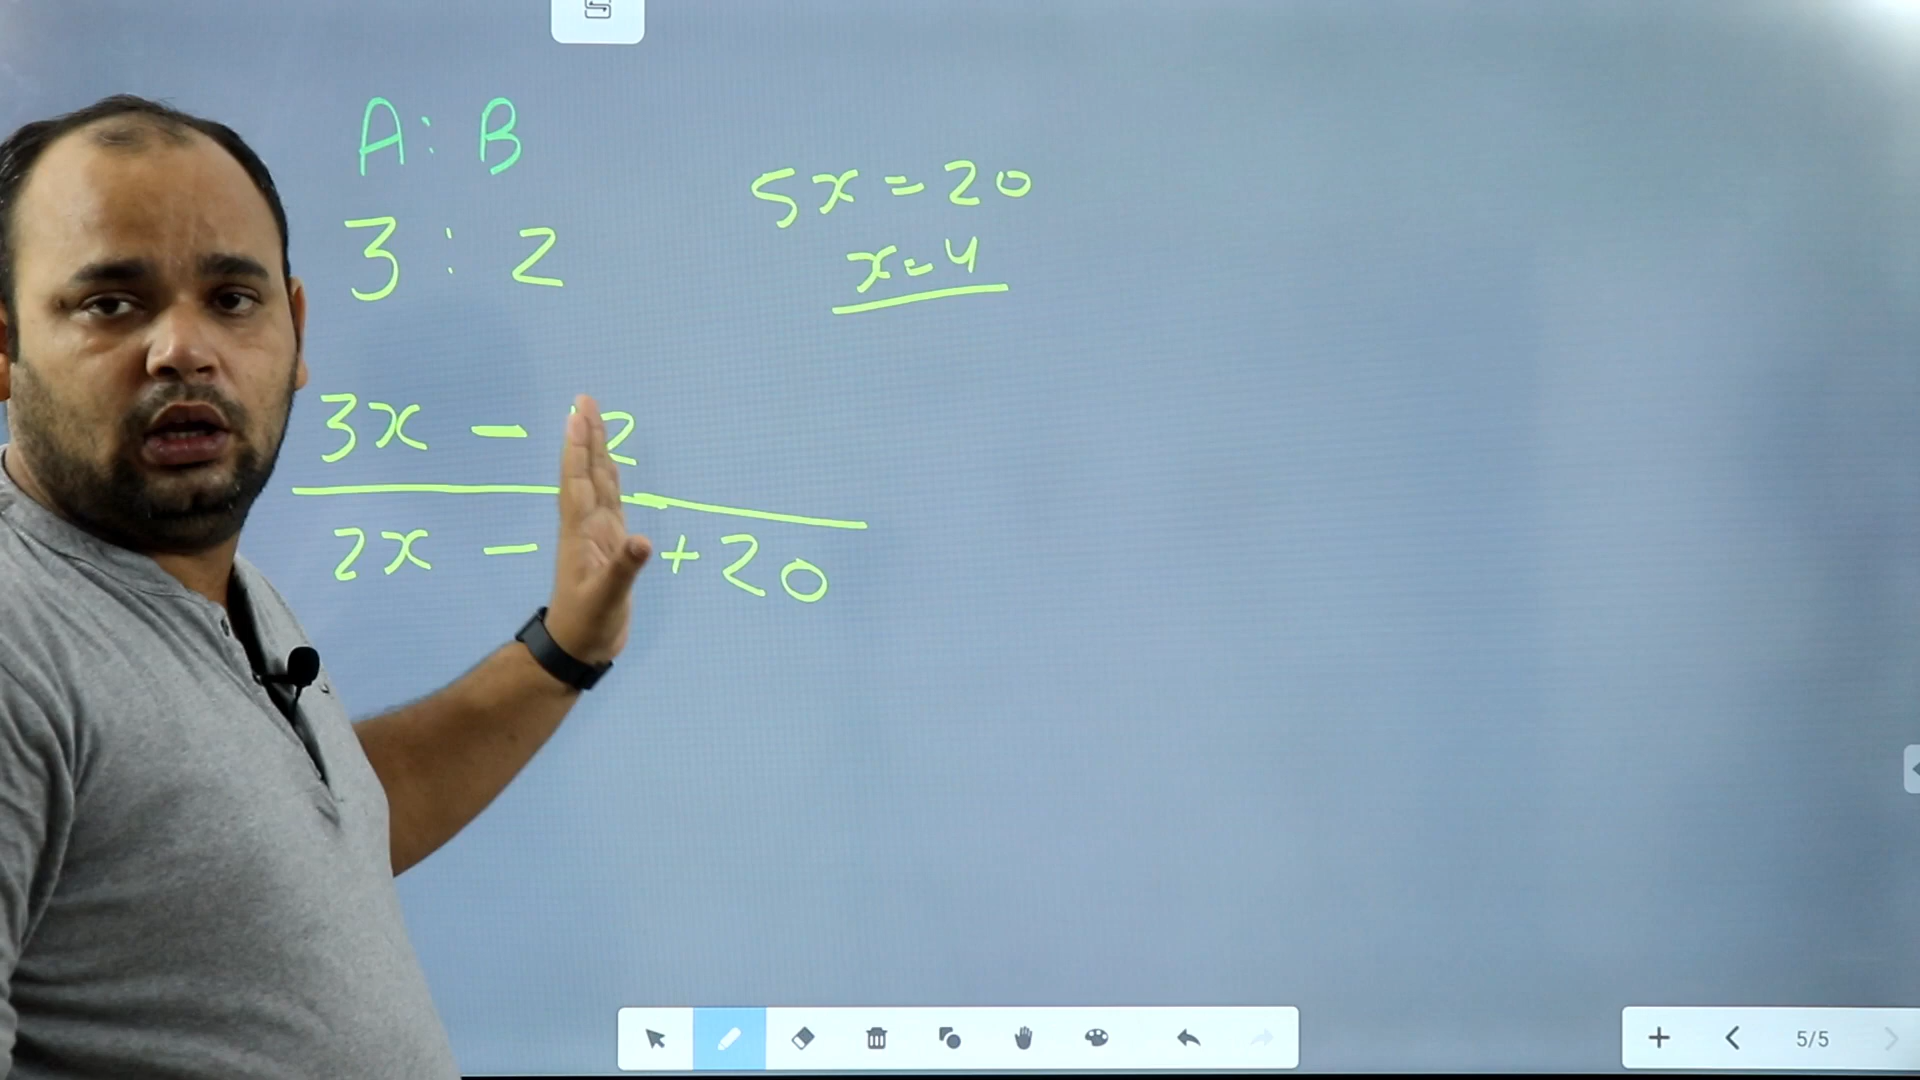 A : B
3 : 2
5x = 20
x = 4
3x - 2
2x - + 20
5/5